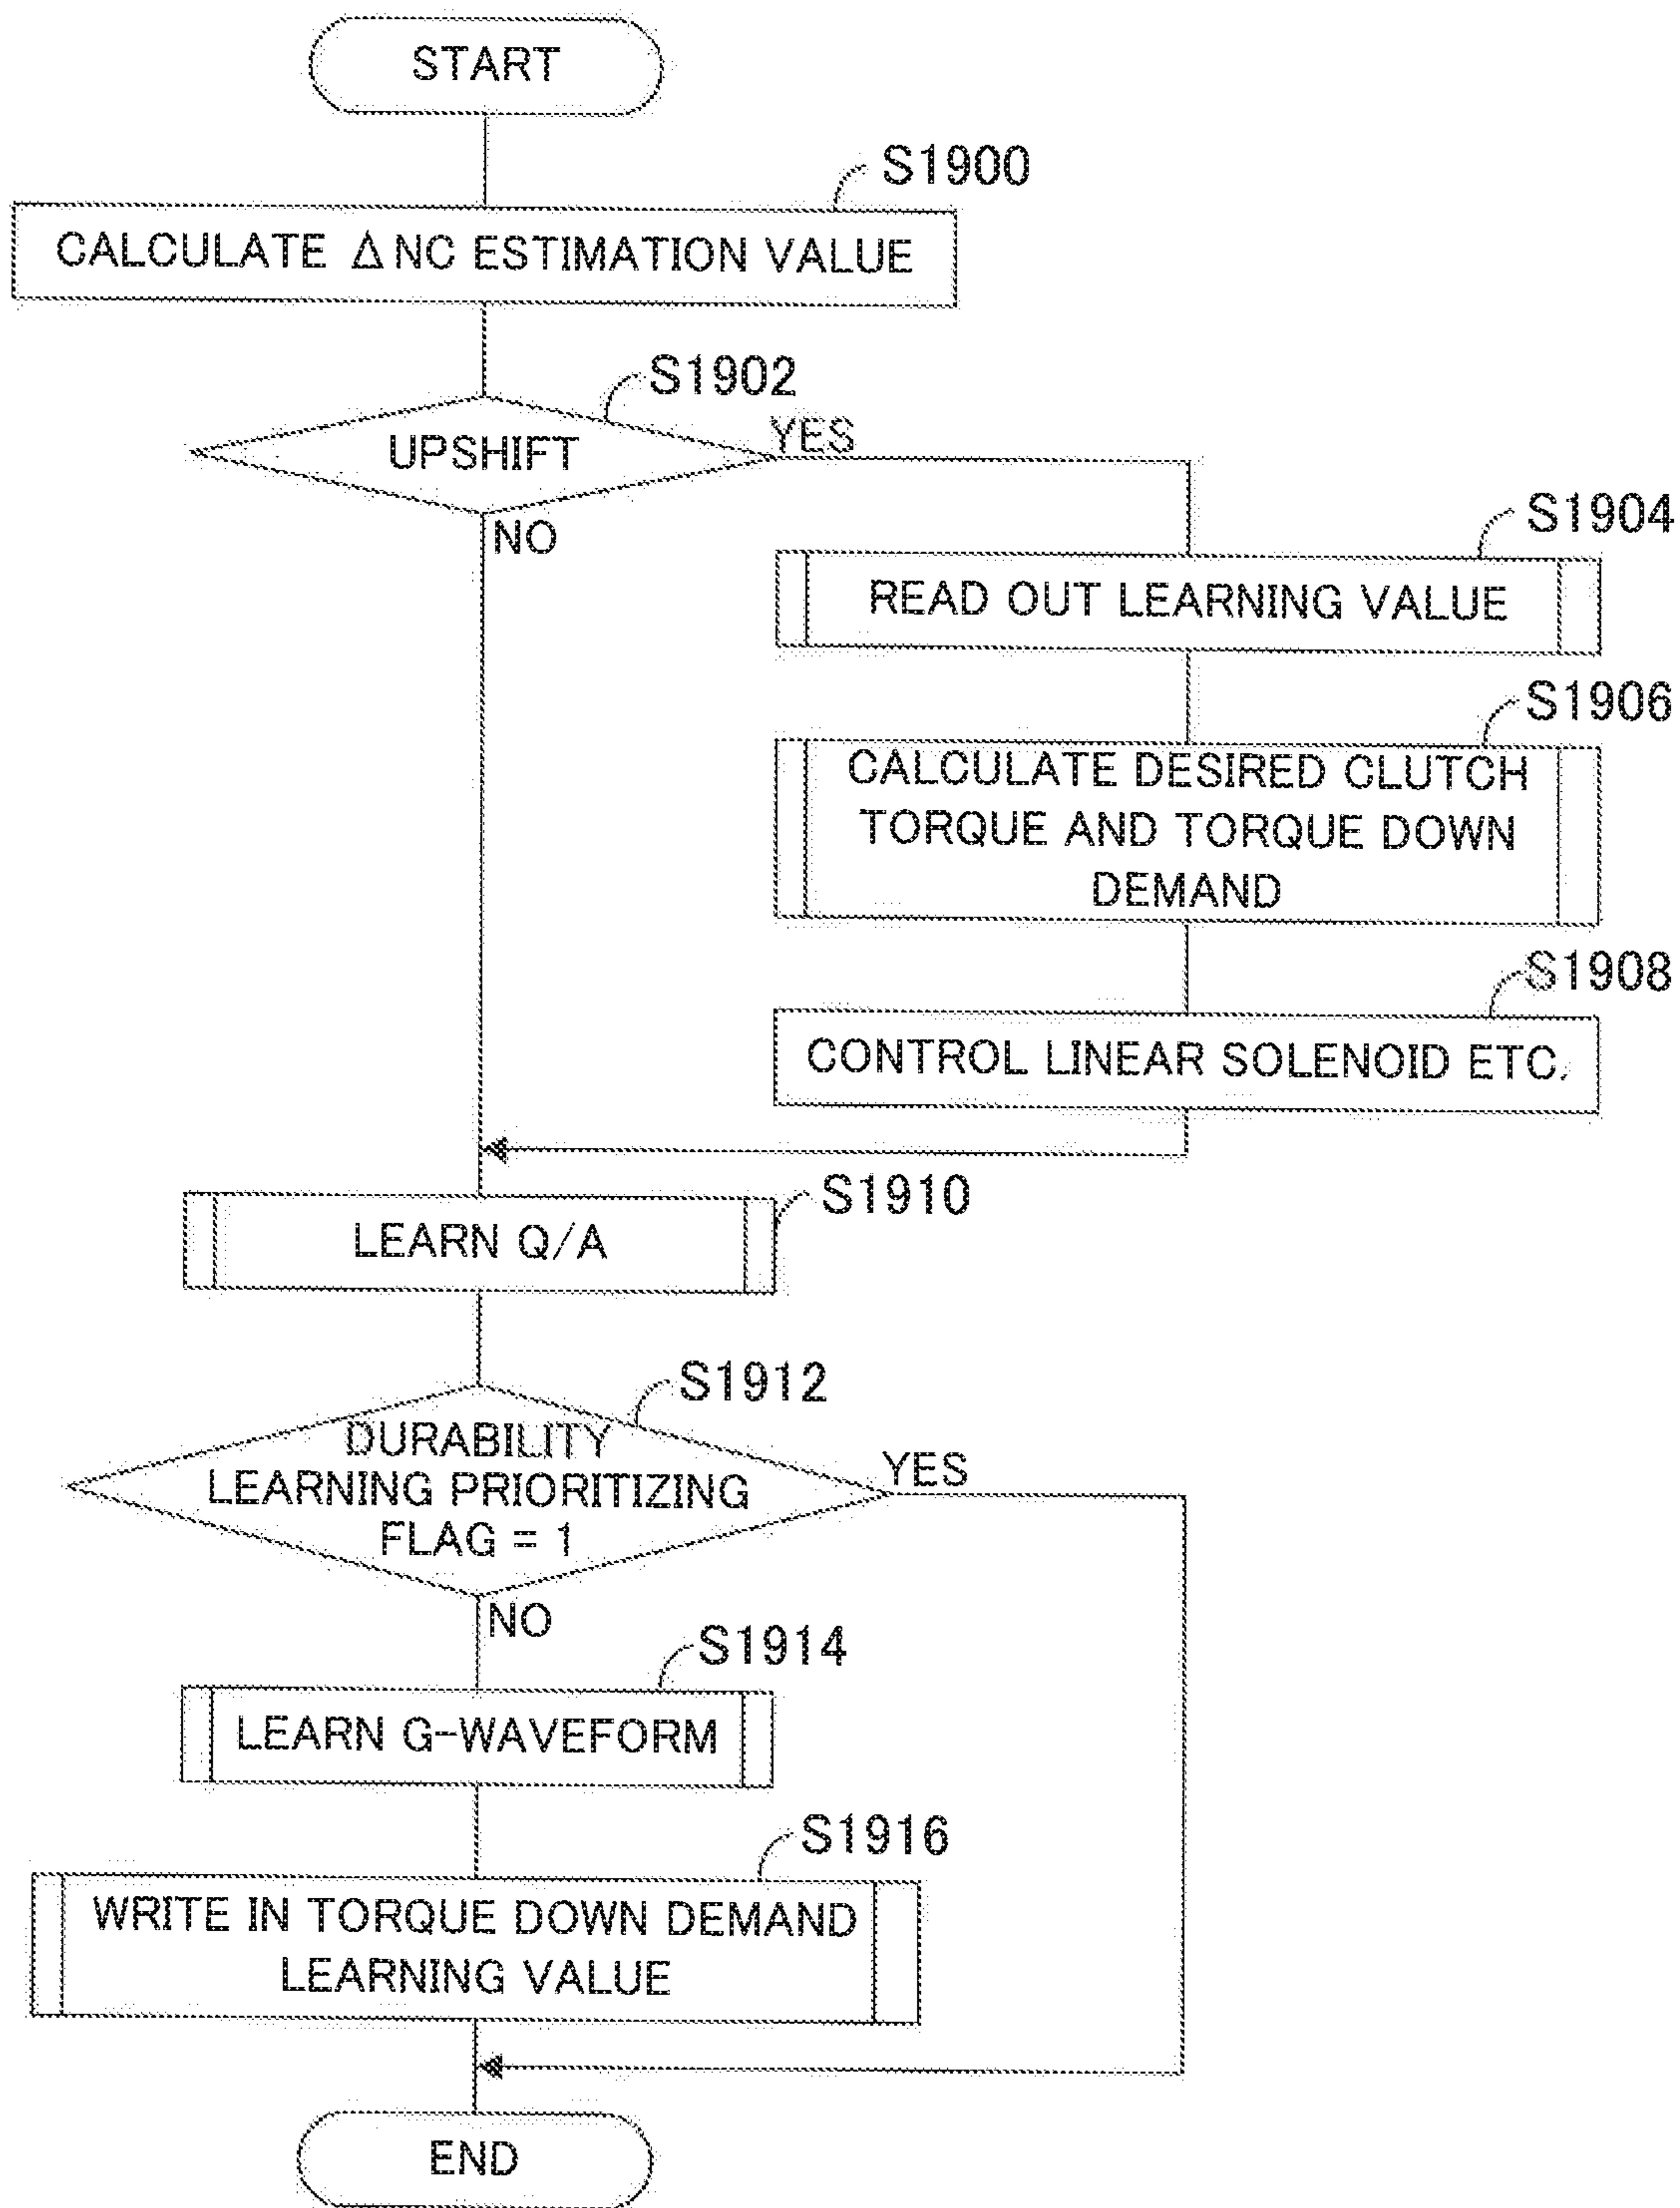 START
S1900
CALCULATE Δ NC ESTIMATION VALUE
S1902
UPSHIFT
YES
NO
S1904
READ OUT LEARNING VALUE
S1906
CALCULATE DESIRED CLUTCH
TORQUE AND TORQUE DOWN
DEMAND
S1908
CONTROL LINEAR SOLENOID ETC.
S1910
LEARN Q/A
S1912
DURABILITY
LEARNING PRIORITIZING
FLAG = 1
YES
NO
S1914
LEARN G-WAVEFORM
S1916
WRITE IN TORQUE DOWN DEMAND
LEARNING VALUE
END